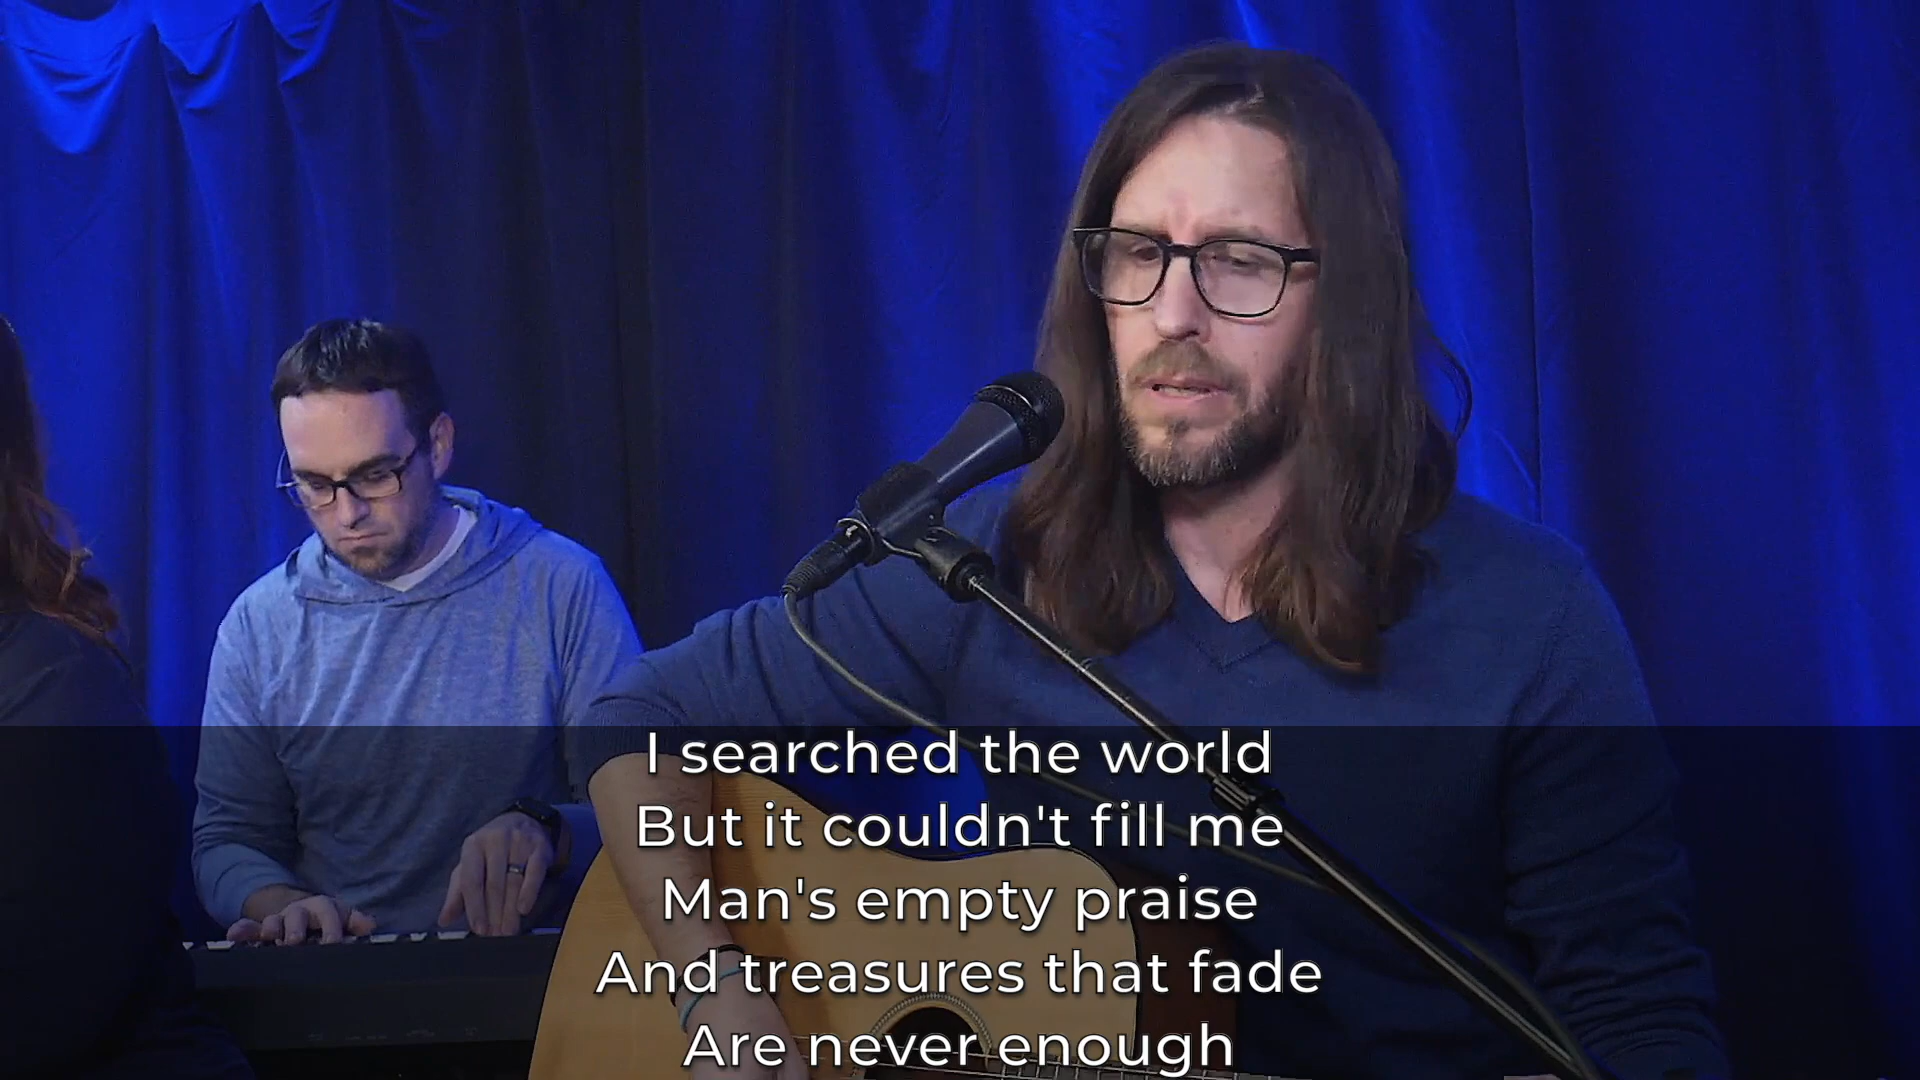 I searched the world
But it couldn't fill me
Man's empty praise
And treasures that fade
Are never enough